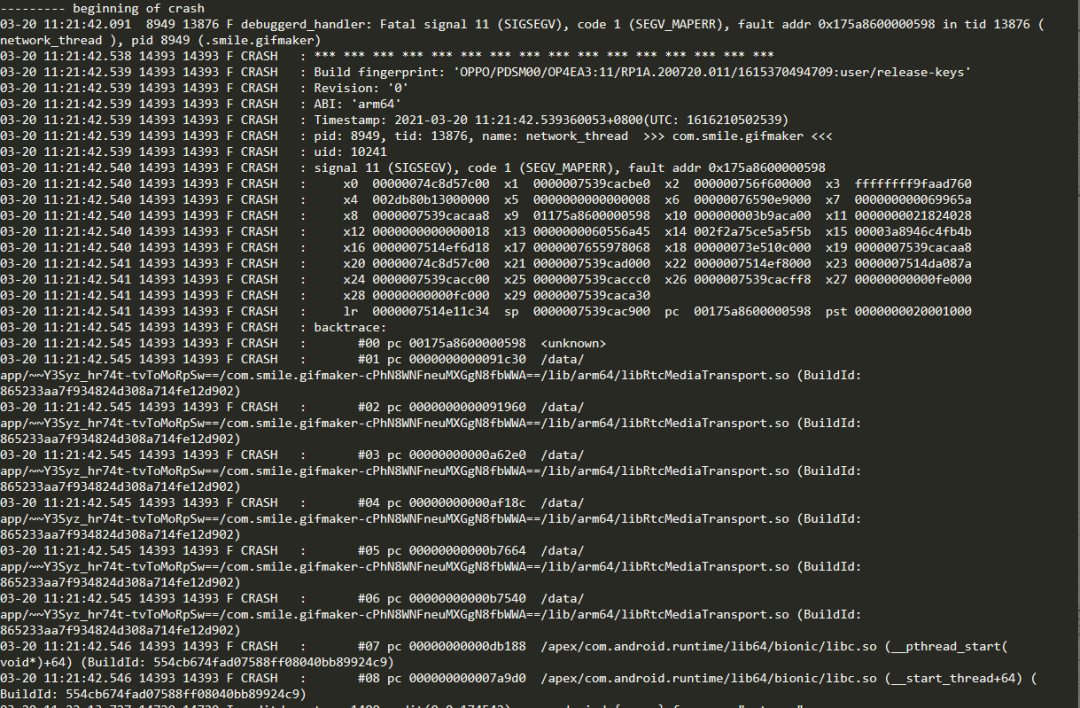 --------- beginning of crash
03-20 11:21:42.091  8949 13876 F debuggerd_handler: Fatal signal 11 (SIGSEGV), code 1 (SEGV_MAPERR), fault addr 0x175a8600000598 in tid 13876 (
network_thread ), pid 8949 (.smile.gifmaker)
03-20 11:21:42.538 14393 14393 F CRASH   : *** *** *** *** *** *** *** *** *** *** *** *** *** *** *** ***
03-20 11:21:42.539 14393 14393 F CRASH   : Build fingerprint: 'OPPO/PDSM00/OP4EA3:11/RP1A.200720.011/1615370494709:user/release-keys'
03-20 11:21:42.539 14393 14393 F CRASH   : Revision: '0'
03-20 11:21:42.539 14393 14393 F CRASH   : ABI: 'arm64'
03-20 11:21:42.539 14393 14393 F CRASH   : Timestamp: 2021-03-20 11:21:42.539360053+0800(UTC: 1616210502539)
03-20 11:21:42.539 14393 14393 F CRASH   : pid: 8949, tid: 13876, name: network_thread  >>> com.smile.gifmaker <<<
03-20 11:21:42.539 14393 14393 F CRASH   : uid: 10241
03-20 11:21:42.540 14393 14393 F CRASH   : signal 11 (SIGSEGV), code 1 (SEGV_MAPERR), fault addr 0x175a8600000598
03-20 11:21:42.540 14393 14393 F CRASH   :     x0  00000074c8d57c00  x1  0000007539cacbe0  x2  000000756f600000  x3  ffffffff9faad760
03-20 11:21:42.540 14393 14393 F CRASH   :     x4  002db80b13000000  x5  0000000000000008  x6  00000076590e9000  x7  000000000069965a
03-20 11:21:42.540 14393 14393 F CRASH   :     x8  0000007539cacaa8  x9  01175a8600000598  x10 000000003b9aca00  x11 0000000021824028
03-20 11:21:42.540 14393 14393 F CRASH   :     x12 0000000000000018  x13 0000000060556a45  x14 002f2a75ce5a5f5b  x15 00003a8946c4fb4b
03-20 11:21:42.540 14393 14393 F CRASH   :     x16 0000007514ef6d18  x17 0000007655978068  x18 00000073e510c000  x19 0000007539cacaa8
03-20 11:21:42.541 14393 14393 F CRASH   :     x20 00000074c8d57c00  x21 0000007539cad000  x22 0000007514ef8000  x23 0000007514da087a
03-20 11:21:42.541 14393 14393 F CRASH   :     x24 0000007539cacc00  x25 0000007539caccc0  x26 0000007539cacff8  x27 00000000000fe000
03-20 11:21:42.541 14393 14393 F CRASH   :     x28 00000000000fc000  x29 0000007539caca30
03-20 11:21:42.541 14393 14393 F CRASH   :     lr  0000007514e11c34  sp  0000007539cac900  pc  00175a8600000598  pst 0000000020001000
03-20 11:21:42.545 14393 14393 F CRASH   : backtrace:
03-20 11:21:42.545 14393 14393 F CRASH   :       #00 pc 00175a8600000598  <unknown>
03-20 11:21:42.545 14393 14393 F CRASH   :       #01 pc 0000000000091c30  /data/
app/~~Y3Syz_hr74t-tvToMoRpSw==/com.smile.gifmaker-cPhN8WNFneuMXGgN8fbWWA==/lib/arm64/libRtcMediaTransport.so (BuildId:
865233aa7f934824d308a714fe12d902)
03-20 11:21:42.545 14393 14393 F CRASH   :       #02 pc 0000000000091960  /data/
app/~~Y3Syz_hr74t-tvToMoRpSw==/com.smile.gifmaker-cPhN8WNFneuMXGgN8fbWWA==/lib/arm64/libRtcMediaTransport.so (BuildId:
865233aa7f934824d308a714fe12d902)
03-20 11:21:42.545 14393 14393 F CRASH   :       #03 pc 00000000000a62e0  /data/
app/~~Y3Syz_hr74t-tvToMoRpSw==/com.smile.gifmaker-cPhN8WNFneuMXGgN8fbWWA==/lib/arm64/libRtcMediaTransport.so (BuildId:
865233aa7f934824d308a714fe12d902)
03-20 11:21:42.545 14393 14393 F CRASH   :       #04 pc 00000000000af18c  /data/
app/~~Y3Syz_hr74t-tvToMoRpSw==/com.smile.gifmaker-cPhN8WNFneuMXGgN8fbWWA==/lib/arm64/libRtcMediaTransport.so (BuildId:
865233aa7f934824d308a714fe12d902)
03-20 11:21:42.545 14393 14393 F CRASH   :       #05 pc 00000000000b7664  /data/
app/~~Y3Syz_hr74t-tvToMoRpSw==/com.smile.gifmaker-cPhN8WNFneuMXGgN8fbWWA==/lib/arm64/libRtcMediaTransport.so (BuildId:
865233aa7f934824d308a714fe12d902)
03-20 11:21:42.545 14393 14393 F CRASH   :       #06 pc 00000000000b7540  /data/
app/~~Y3Syz_hr74t-tvToMoRpSw==/com.smile.gifmaker-cPhN8WNFneuMXGgN8fbWWA==/lib/arm64/libRtcMediaTransport.so (BuildId:
865233aa7f934824d308a714fe12d902)
03-20 11:21:42.546 14393 14393 F CRASH   :       #07 pc 00000000000db188  /apex/com.android.runtime/lib64/bionic/libc.so (__pthread_start(
void*)+64) (BuildId: 554cb674fad07588ff08040bb89924c9)
03-20 11:21:42.546 14393 14393 F CRASH   :       #08 pc 000000000007a9d0  /apex/com.android.runtime/lib64/bionic/libc.so (__start_thread+64) (
BuildId: 554cb674fad07588ff08040bb89924c9)